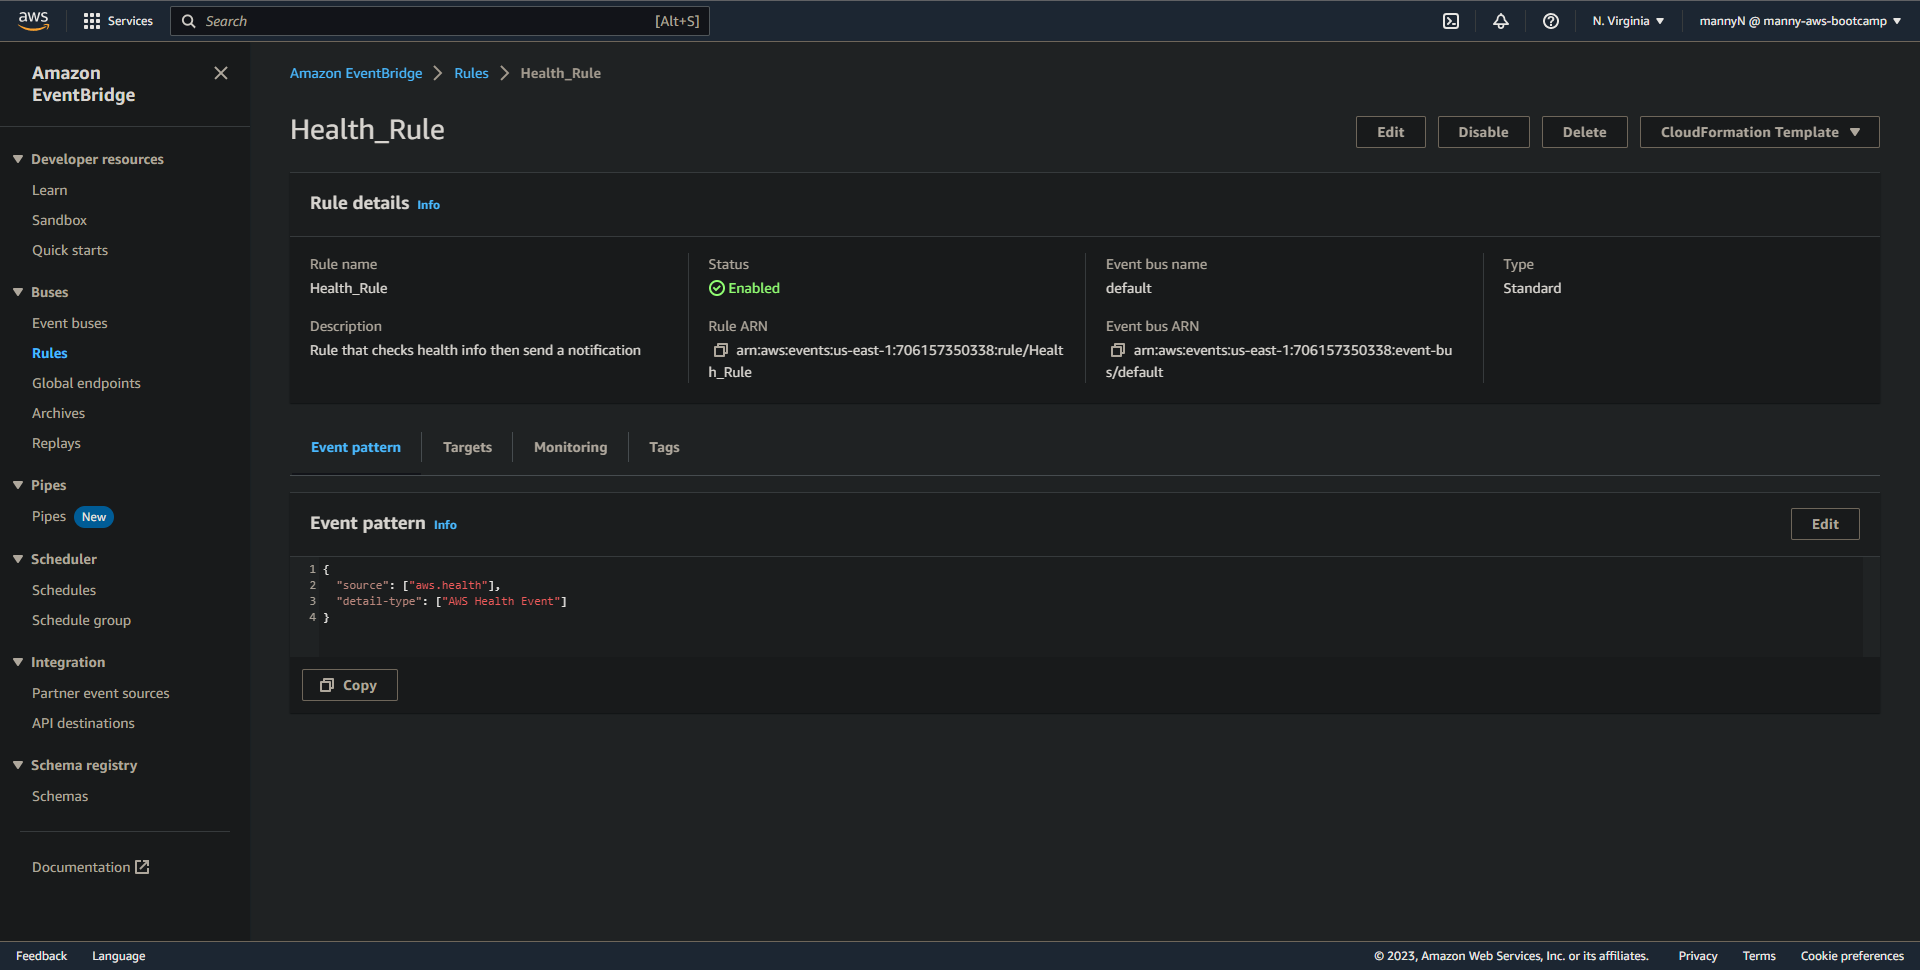 aws
Services
Search
[Alt+S]
N. Virginia
mannyN @ manny-aws-bootcamp
Amazon
EventBridge
Developer resources
Learn
Sandbox
Quick starts
Buses
Event buses
Rules
Global endpoints
Archives
Replays
Pipes
Pipes New
Scheduler
Schedules
Schedule group
Integration
Partner event sources
API destinations
Schema registry
Schemas
Documentation
Amazon EventBridge
Rules
Health_Rule
Health_Rule
Edit
Disable
Delete
CloudFormation Template
Rule details Info
Rule name
Health_Rule
Description
Rule that checks health info then send a notification
Status
Enabled
Rule ARN
arn:aws:events:us-east-1:706157350338:rule/Healt
h_Rule
Event bus name
default
Event bus ARN
arn:aws:events:us-east-1:706157350338:event-bu
s/default
Type
Standard
Event pattern
Targets
Monitoring
Tags
Event pattern Info
Edit
1 {
2 "source": ["aws.health"],
3 "detail-type": ["AWS Health Event"]
4 }
Copy
Feedback
Language
© 2023, Amazon Web Services, Inc. or its affiliates.
Privacy
Terms
Cookie preferences